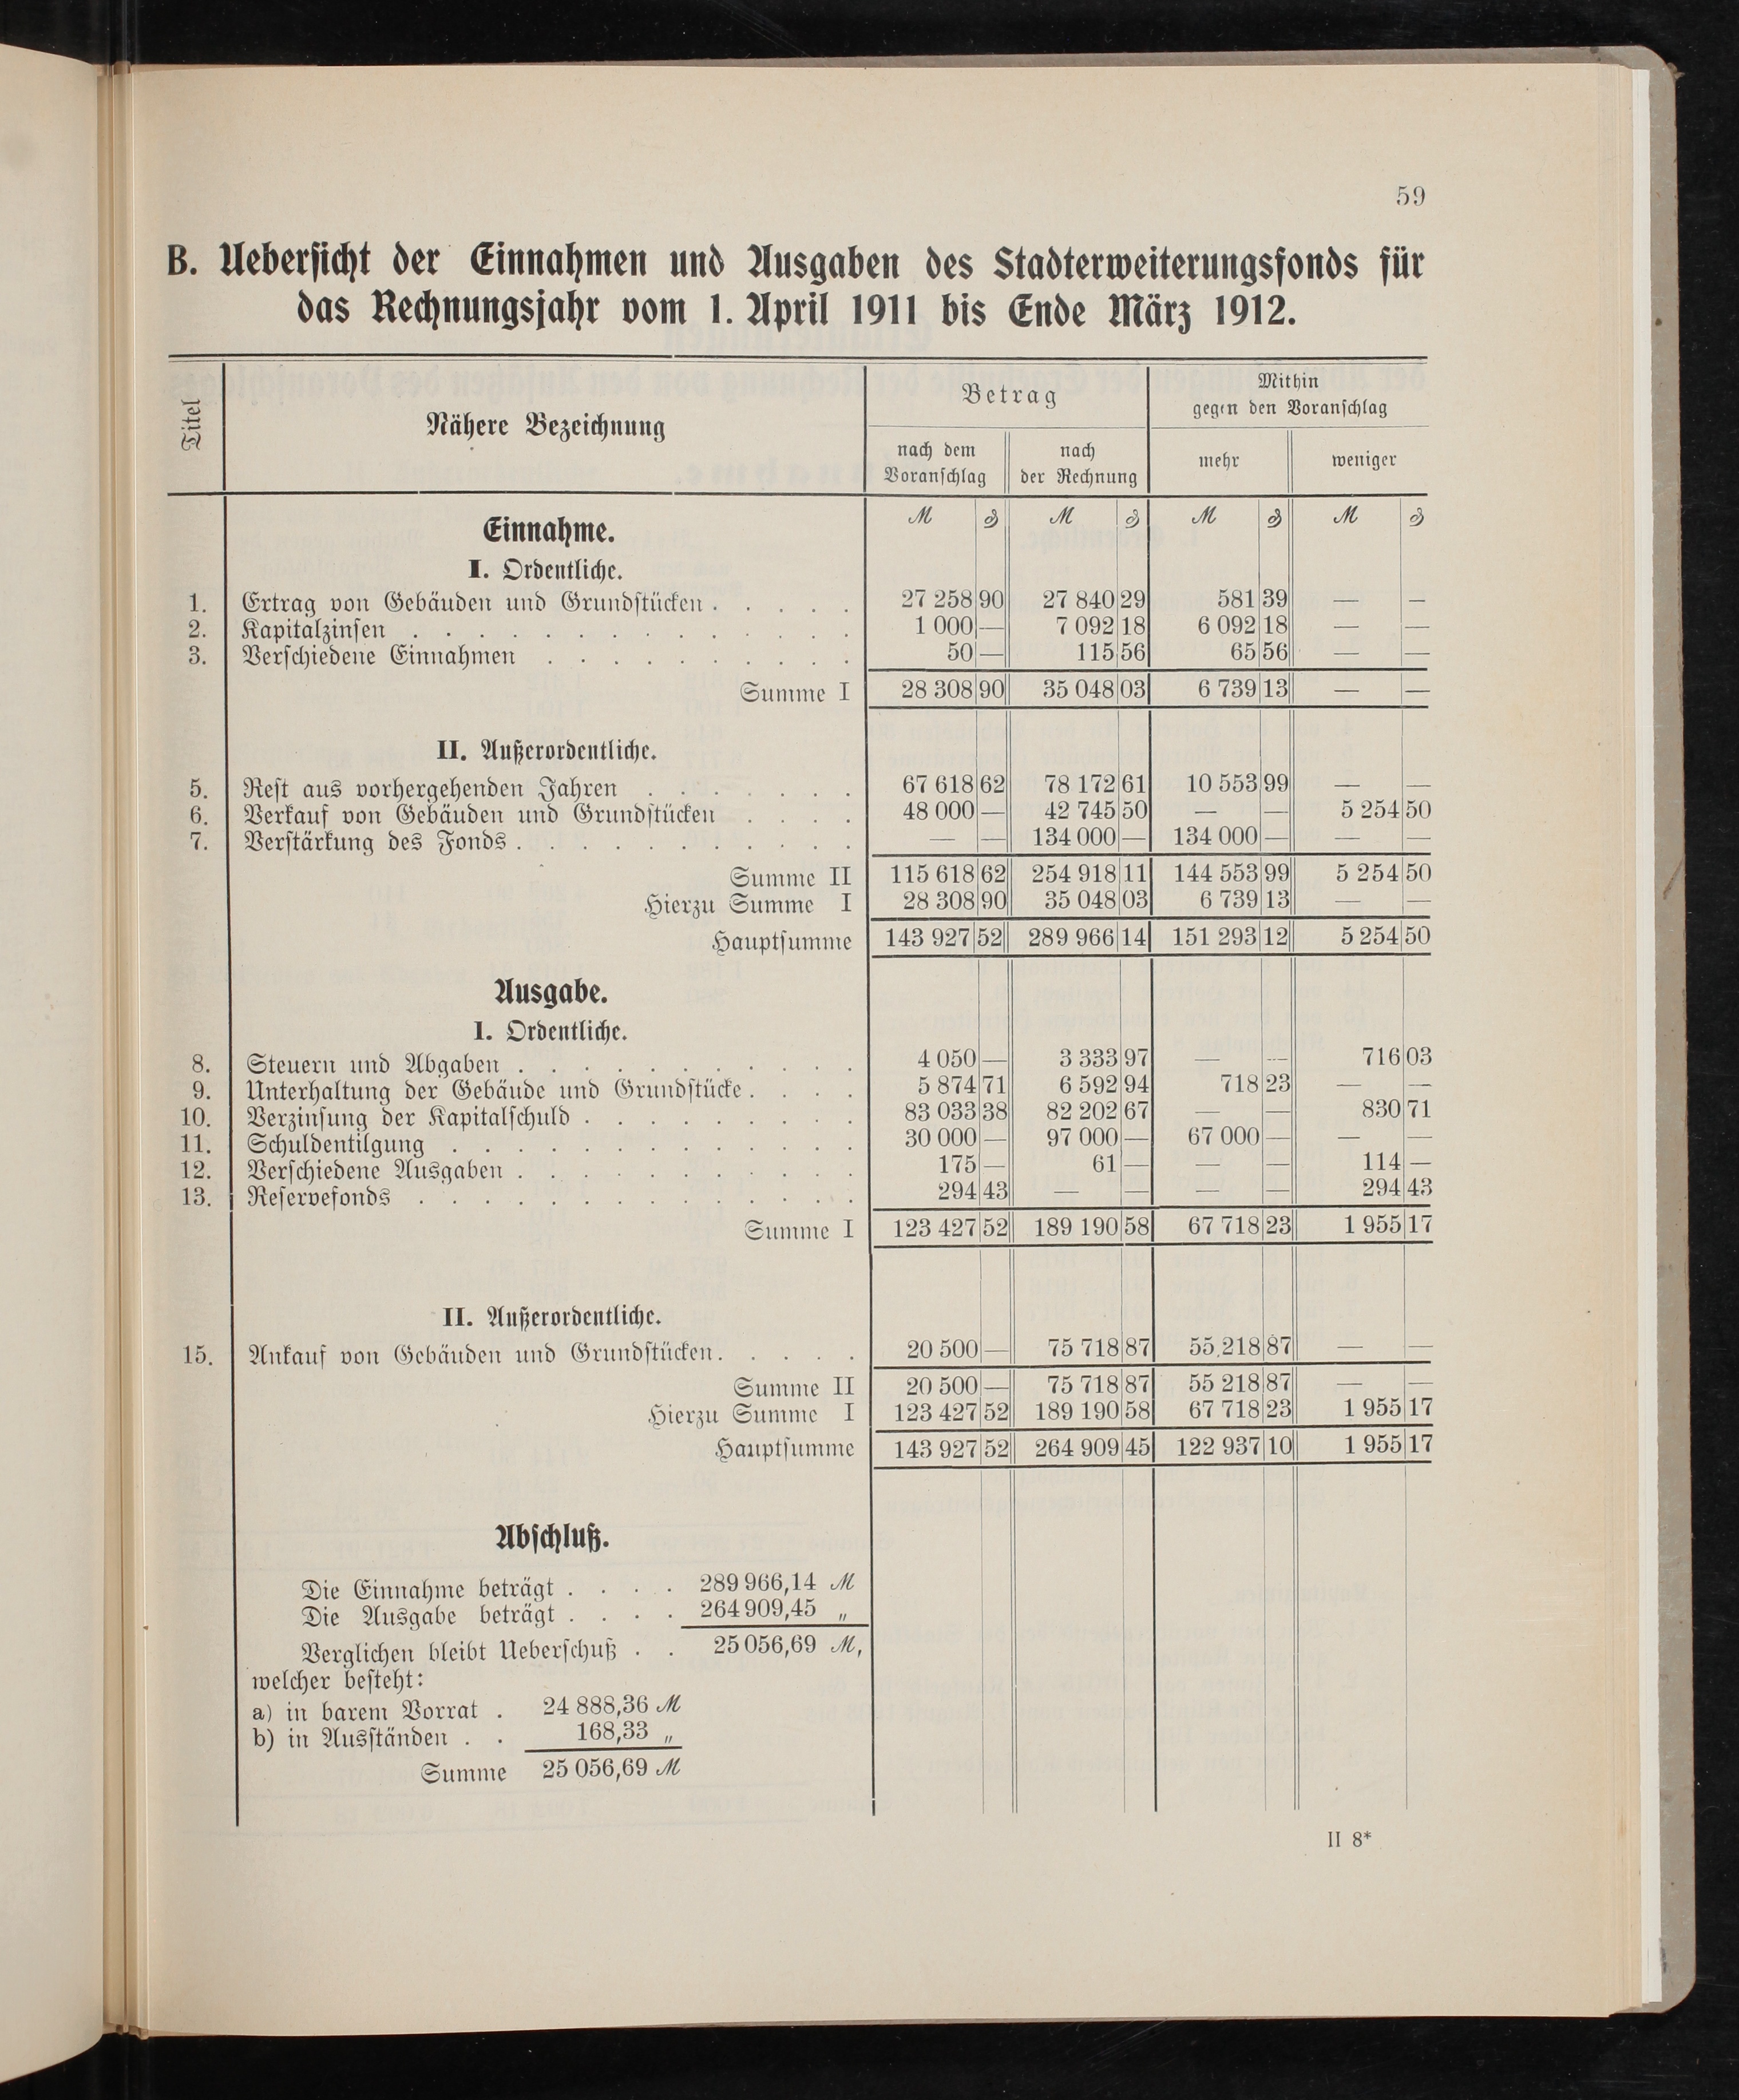 59
B. Uebersicht der Einnahmen und Ausgaben des Stadterweiterungsfonds für
das Rechnungsjahr vom 1. April 1911 bis Ende März 1912.
Titel
Nähere Bezeichnung
Betrag
Mithin
gegen den Voranschlag
nach dem
Voranschlag
nach
der Rechnung
mehr
weniger
ℳ ₰ ℳ ₰ ℳ ₰ ℳ ₰
Einnahme.
I. Ordentliche.
1. Ertrag von Gebäuden und Grundstücken . . . . . 27 258 90 27 840 29 581 39 — —
2. Kapitalzinsen . . . . . . . . . . . . . . 1 000 — 7 092 18 6 092 18 — —
3. Verschiedene Einnahmen . . . . . . . . . . 50 — 115 56 65 56 — —
Summe I 28 308 90 35 048 03 6 739 13 — —
II. Außerordentliche.
5. Rest aus vorhergehenden Jahren . . . . . . . 67 618 62 78 172 61 10 553 99 — —
6. Verkauf von Gebäuden und Grundstücken . . . . 48 000 — 42 745 50 — — 5 254 50
7. Verstärkung des Fonds . . . . . . . . . . . — — 134 000 — 134 000 — — —
Summe II 115 618 62 254 918 11 144 553 99 5 254 50
Hierzu Summe I 28 308 90 35 048 03 6 739 13 — —
Hauptsumme 143 927 52 289 966 14 151 293 12 5 254 50
Ausgabe.
I. Ordentliche.
8. Steuern und Abgaben . . . . . . . . . . . 4 050 — 3 333 97 — — 716 03
9. Unterhaltung der Gebäude und Grundstücke . . . . 5 874 71 6 592 94 718 23 — —
10. Verzinsung der Kapitalschuld . . . . . . . . . 83 033 38 82 202 67 — — 830 71
11. Schuldentilgung . . . . . . . . . . . . . 30 000 — 97 000 — 67 000 — — —
12. Verschiedene Ausgaben . . . . . . . . . . . 175 — 61 — — — 114 —
13. Reservefonds . . . . . . . . . . . . . . 294 43 — — — — 294 43
Summe I 123 427 52 189 190 58 67 718 23 1 955 17
II. Außerordentliche.
15. Ankauf von Gebäuden und Grundstücken . . . . . 20 500 — 75 718 87 55 218 87 — —
Summe II 20 500 — 75 718 87 55 218 87 — —
Hierzu Summe I 123 427 52 189 190 58 67 718 23 1 955 17
Hauptsumme 143 927 52 264 909 45 122 937 10 1 955 17
Abschluß.
Die Einnahme beträgt . . . . 289 966,14 ℳ
Die Ausgabe beträgt . . . . 264 909,45 „
Verglichen bleibt Ueberschuß . . 25 056,69 ℳ,
welcher besteht:
a) in barem Vorrat . 24 888,36 ℳ
b) in Ausständen . . 168,33 „
Summe 25 056,69 ℳ
II 8*